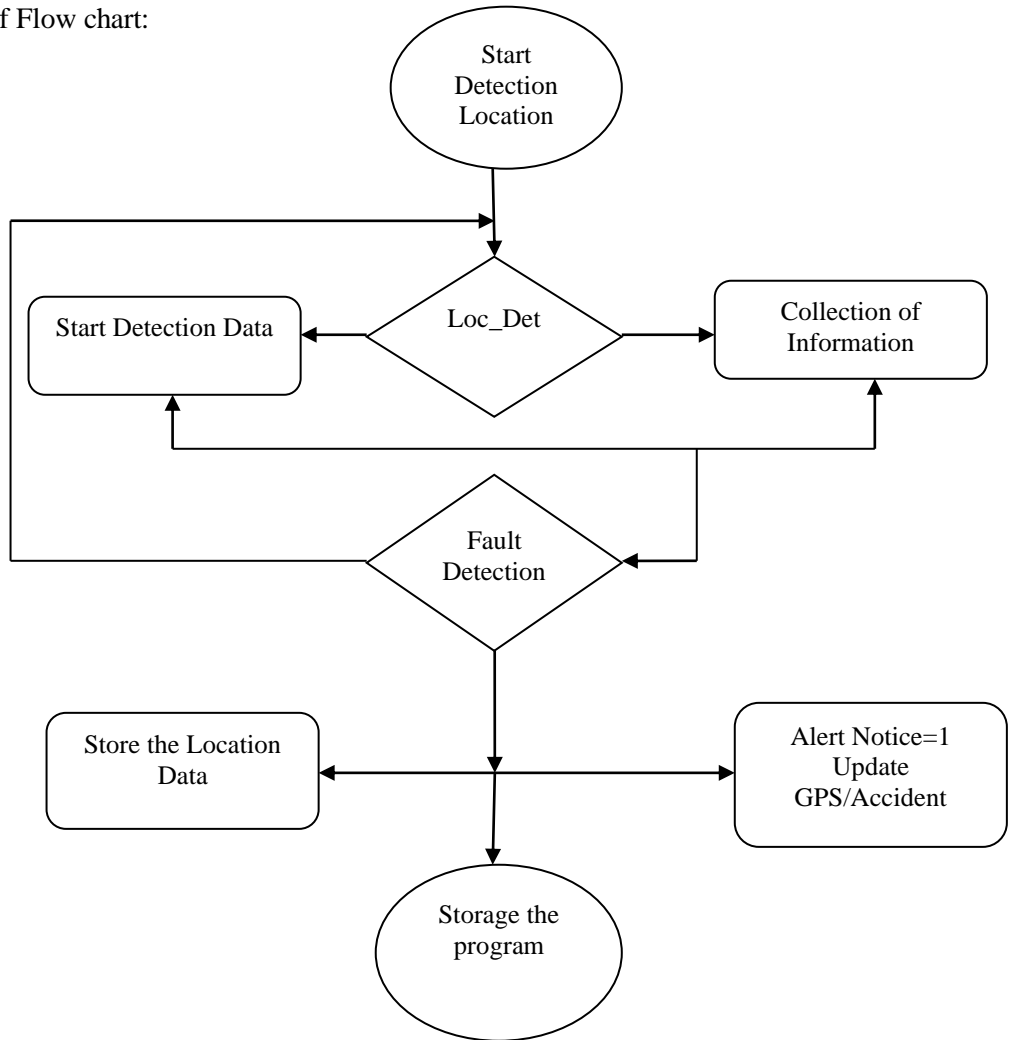 f Flow chart:
Start
Detection
Location
Loc_Det
Start Detection Data
Collection of
Information
Fault
Detection
Store the Location
Data
Alert Notice=1
Update
GPS/Accident
Storage the
program